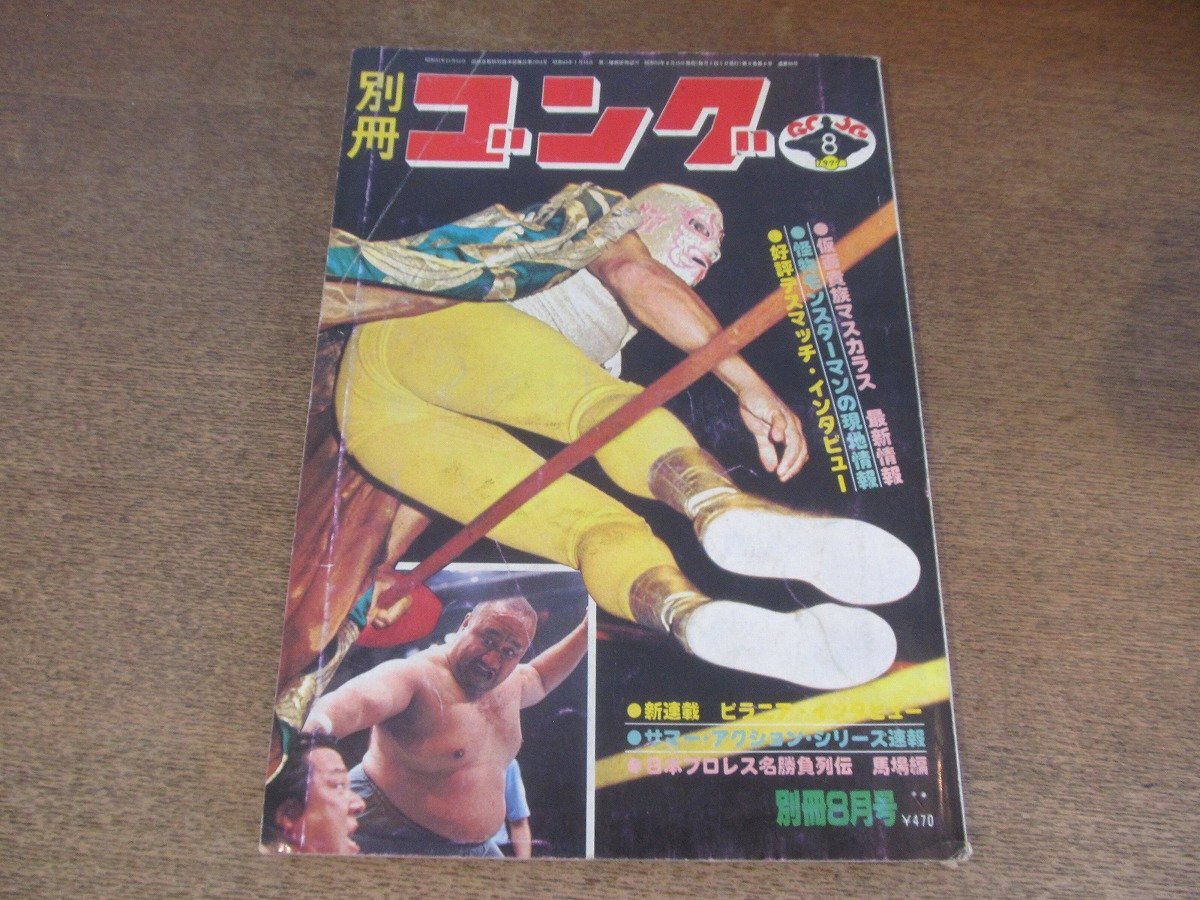 別冊
ゴング
GONG
8
●仮面貴族マスカラス 最新情報
●怪物モンスターマンの現地情報
●好評デスマッチ・インタビュー
●新連載 ピラニア・インタビュー
●サマー・アクション・シリーズ速報
●日本プロレス名勝負列伝 馬場編
別冊8月号
¥470